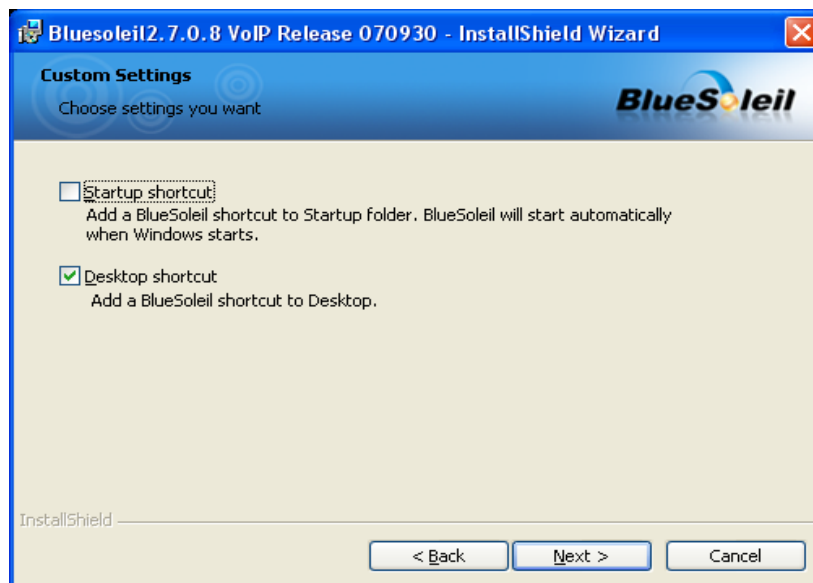 Bluesoleil2.7.0.8 VoIP Release 070930 - InstallShield Wizard
Custom Settings
Choose settings you want
BlueSoleil
Startup shortcut
Add a BlueSoleil shortcut to Startup folder. BlueSoleil will start automatically
when Windows starts.
Desktop shortcut
Add a BlueSoleil shortcut to Desktop.
InstallShield
< Back
Next >
Cancel